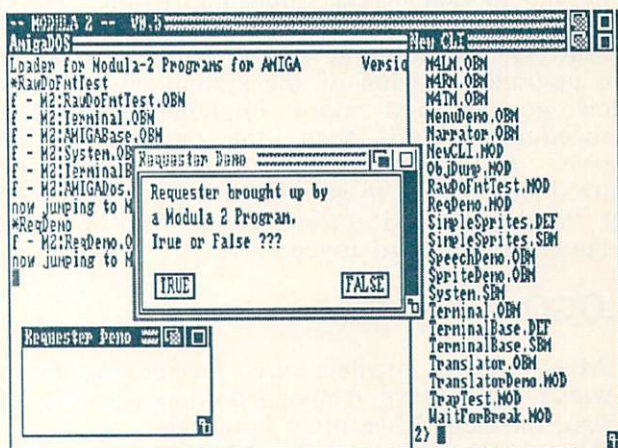 -- MODULA 2 -- V0.5
AmigaDOS
Loader for Modula-2 Programs for AMIGA Versio
*RawDoFmtTest
f - M2:RawDoFmtTest.OBM
f - M2:Terminal.OBM
f - M2:AMIGABase.OBM
f - M2:System.OB
f - M2:TerminalB
f - M2:AMIGADos.
now jumping to M
*ReqDemo
f - M2:ReqDemo.O
now jumping to M
Requester Demo
Requester brought up by
a Modula 2 Program.
True or False ???
TRUE
FALSE
Requester Demo
New CLI
M4LM.OBM
M4RN.OBM
M4TM.OBM
MenuDemo.OBM
Narrator.OBM
NewCLI.MOD
ObjDump.MOD
RawDoFmtTest.MOD
ReqDemo.MOD
SimpleSprites.DEF
SimpleSprites.SBM
SpeechDemo.OBM
SpriteDemo.OBM
System.SBM
Terminal.OBM
TerminalBase.DEF
TerminalBase.SBM
Translator.OBM
TranslatorDemo.MOD
TrapTest.MOD
WaitForBreak.MOD
2>